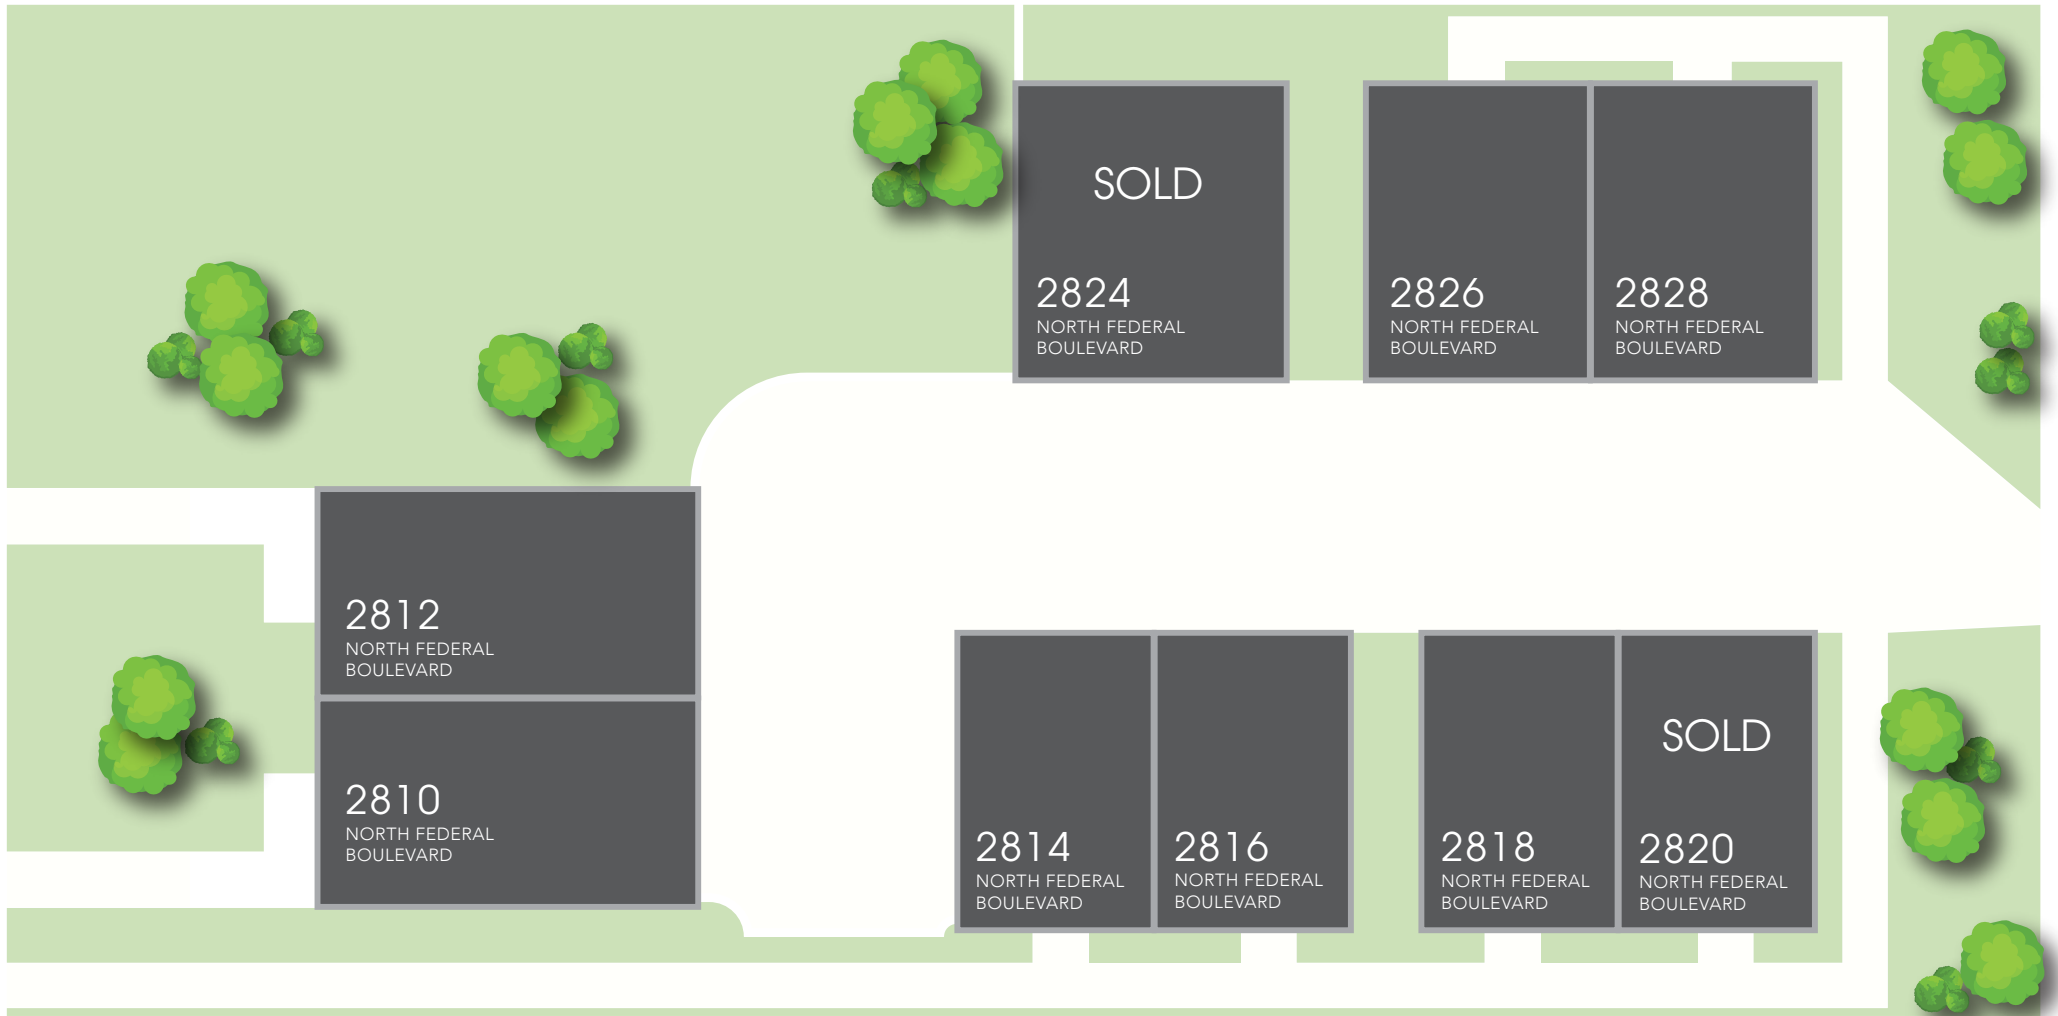 SOLD
2824
NORTH FEDERAL
BOULEVARD
2826
NORTH FEDERAL
BOULEVARD
2828
NORTH FEDERAL
BOULEVARD
2812
NORTH FEDERAL
BOULEVARD
2810
NORTH FEDERAL
BOULEVARD
2814
NORTH FEDERAL
BOULEVARD
2816
NORTH FEDERAL
BOULEVARD
2818
NORTH FEDERAL
BOULEVARD
SOLD
2820
NORTH FEDERAL
BOULEVARD